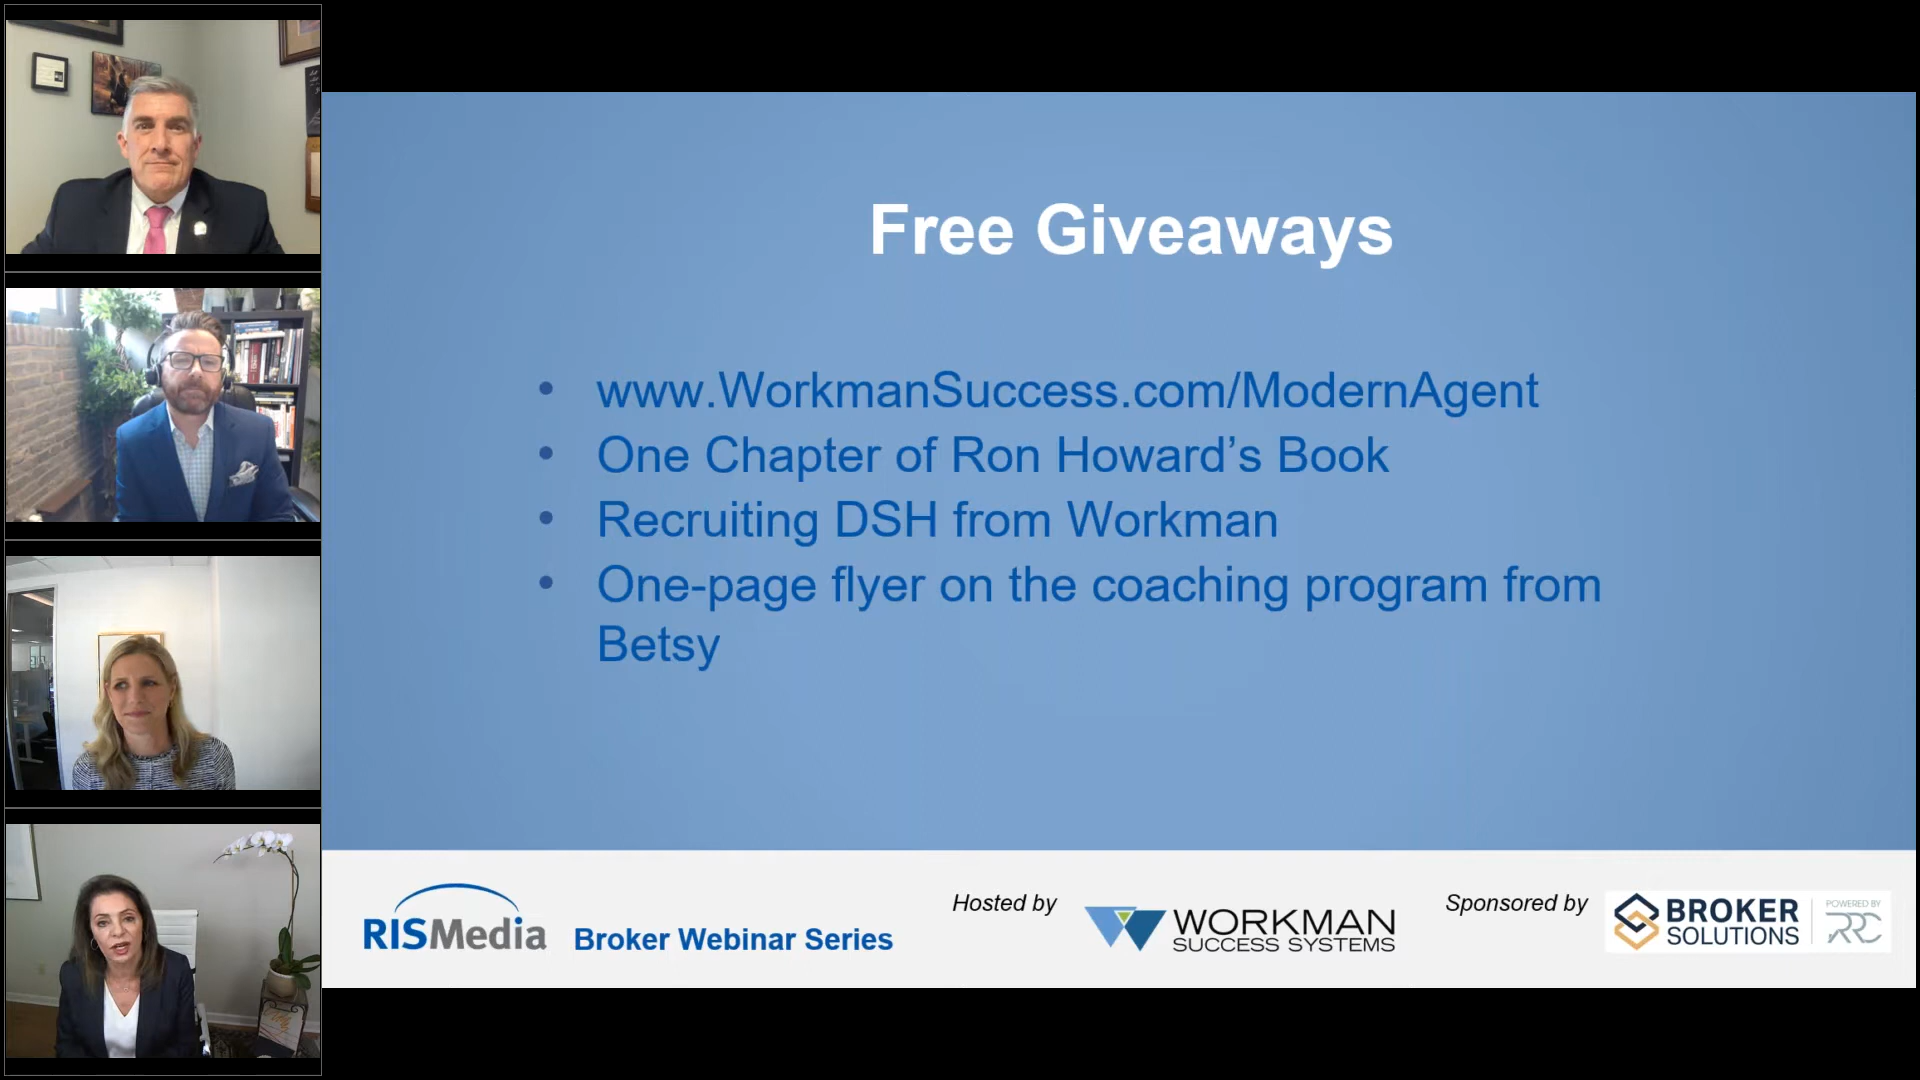 Free Giveaways
• www.WorkmanSuccess.com/ModernAgent
• One Chapter of Ron Howard’s Book
• Recruiting DSH from Workman
• One-page flyer on the coaching program from
Betsy
RISMedia
Broker Webinar Series
Hosted by
WORKMAN
SUCCESS SYSTEMS
Sponsored by
BROKER
SOLUTIONS
POWERED BY
RRC